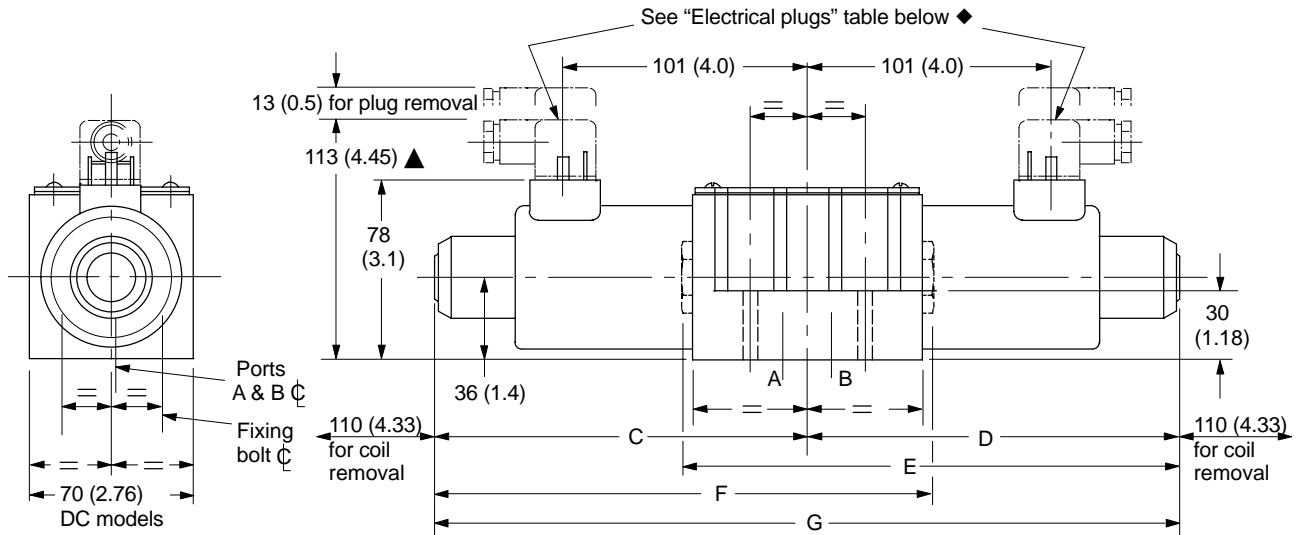 See “Electrical plugs” table below ◆
101 (4.0)
101 (4.0)
13 (0.5) for plug removal
113 (4.45) ▲
78
(3.1)
30
(1.18)
36 (1.4)
A
B
Ports
A & B ℄
Fixing
bolt ℄
110 (4.33)
for coil
removal
C
D
110 (4.33)
for coil
removal
E
F
G
70 (2.76)
DC models